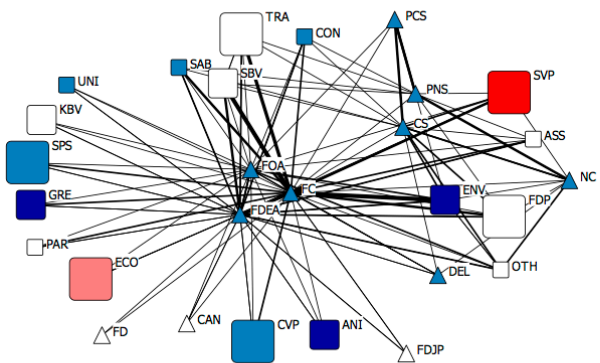 TRA
PCS
CON
SAB
SBV
UNI
PNS
SVP
KBV
CS
ASS
SPS
FOA
NC
FC
ENV
GRE
FDP
FDEA
PAR
ECO
DEL
OTH
FD
CAN
CVP
ANI
FDJP